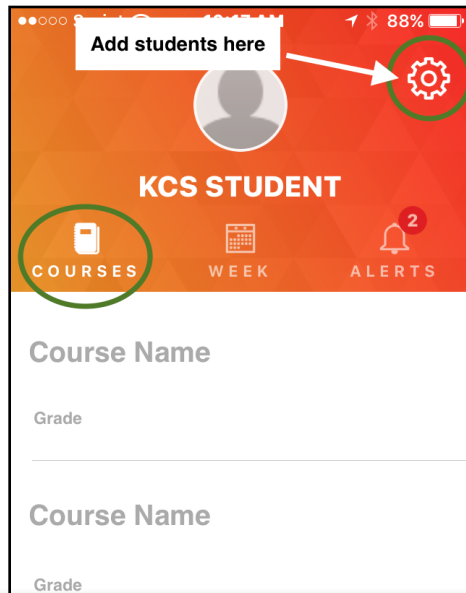 88%
Add students here
KCS STUDENT
2
COURSES WEEK ALERTS
Course Name
Grade
Course Name
Grade